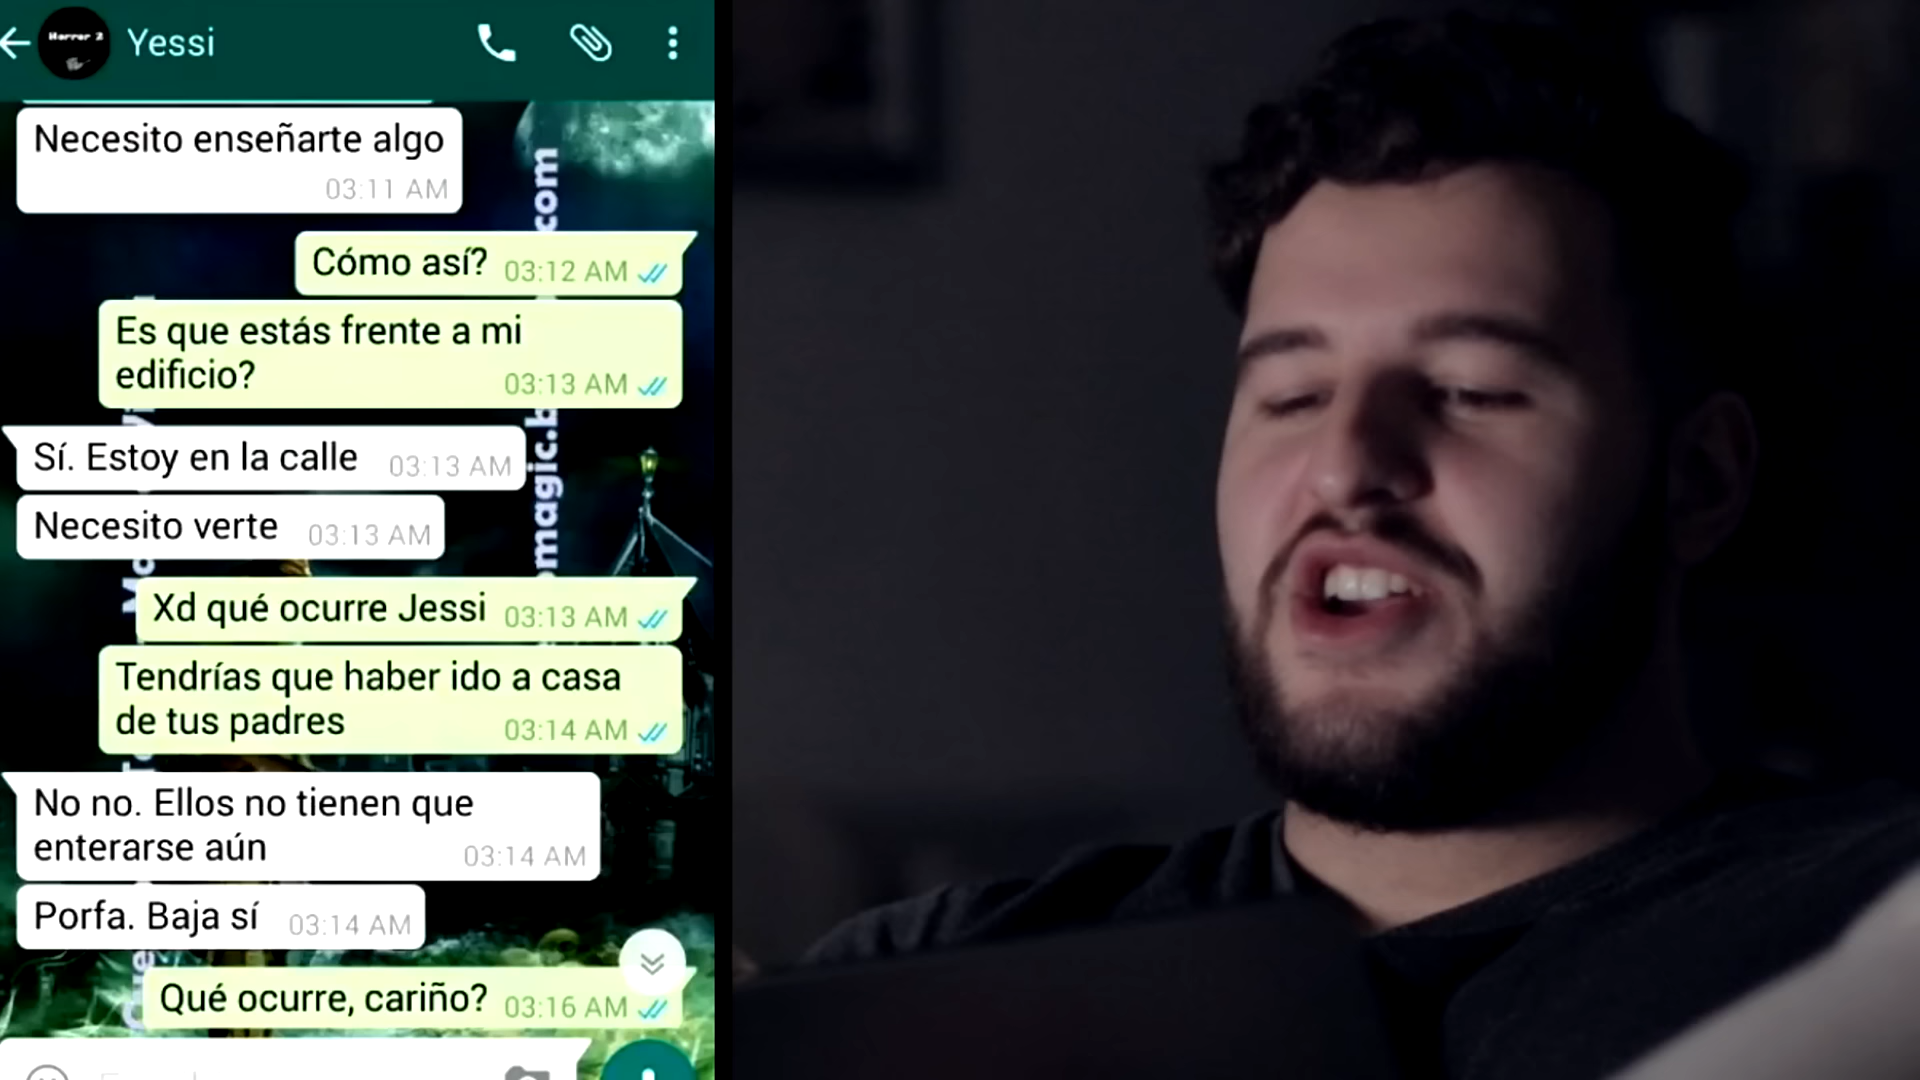 Horror 2
Yessi
Necesito enseñarte algo
03:11 AM
Cómo así? 03:12 AM
Es que estás frente a mi
edificio? 03:13 AM
Sí. Estoy en la calle 03:13 AM
Necesito verte 03:13 AM
Xd qué ocurre Jessi 03:13 AM
Tendrías que haber ido a casa
de tus padres 03:14 AM
No no. Ellos no tienen que
enterarse aún 03:14 AM
Porfa. Baja sí 03:14 AM
Qué ocurre, cariño? 03:16 AM